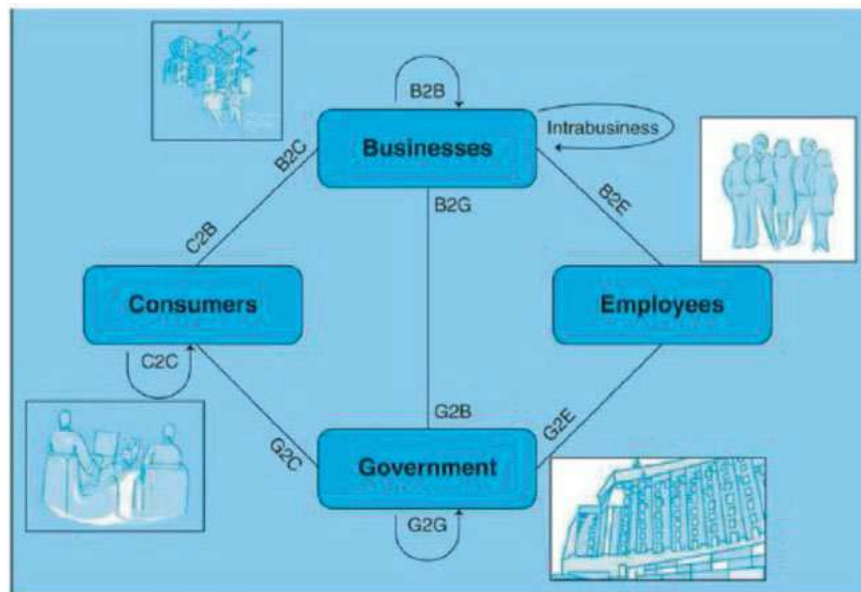 B2B
Businesses
Intrabusiness
B2C
B2G
B2E
C2B
Consumers
Employees
C2C
G2B
G2C
G2E
Government
G2G